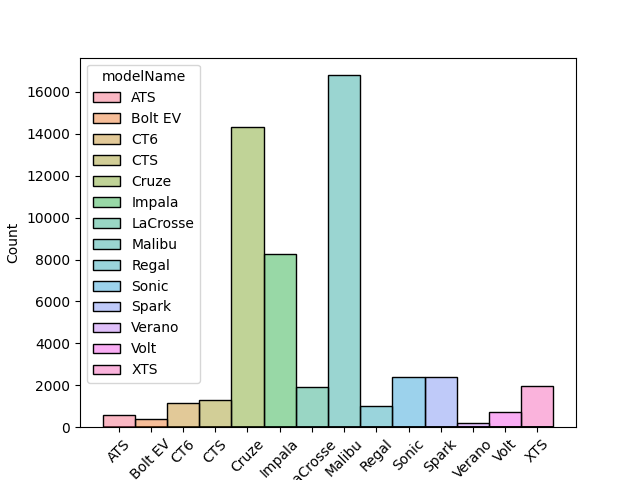 modelName
ATS
Bolt EV
CT6
CTS
Cruze
Impala
LaCrosse
Malibu
Regal
Sonic
Spark
Verano
Volt
XTS
Count
16000
14000
12000
10000
8000
6000
4000
2000
0
ATS
Bolt EV
CT6
CTS
Cruze
Impala
aCrosse
Malibu
Regal
Sonic
Spark
Verano
Volt
XTS